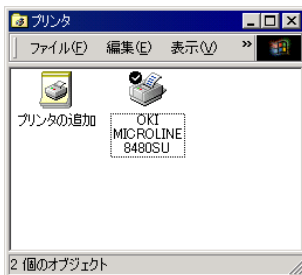 プリンタ
ファイル(F) 編集(E) 表示(V) »
プリンタの追加
OKI
MICROLINE
8480SU
2 個のオブジェクト